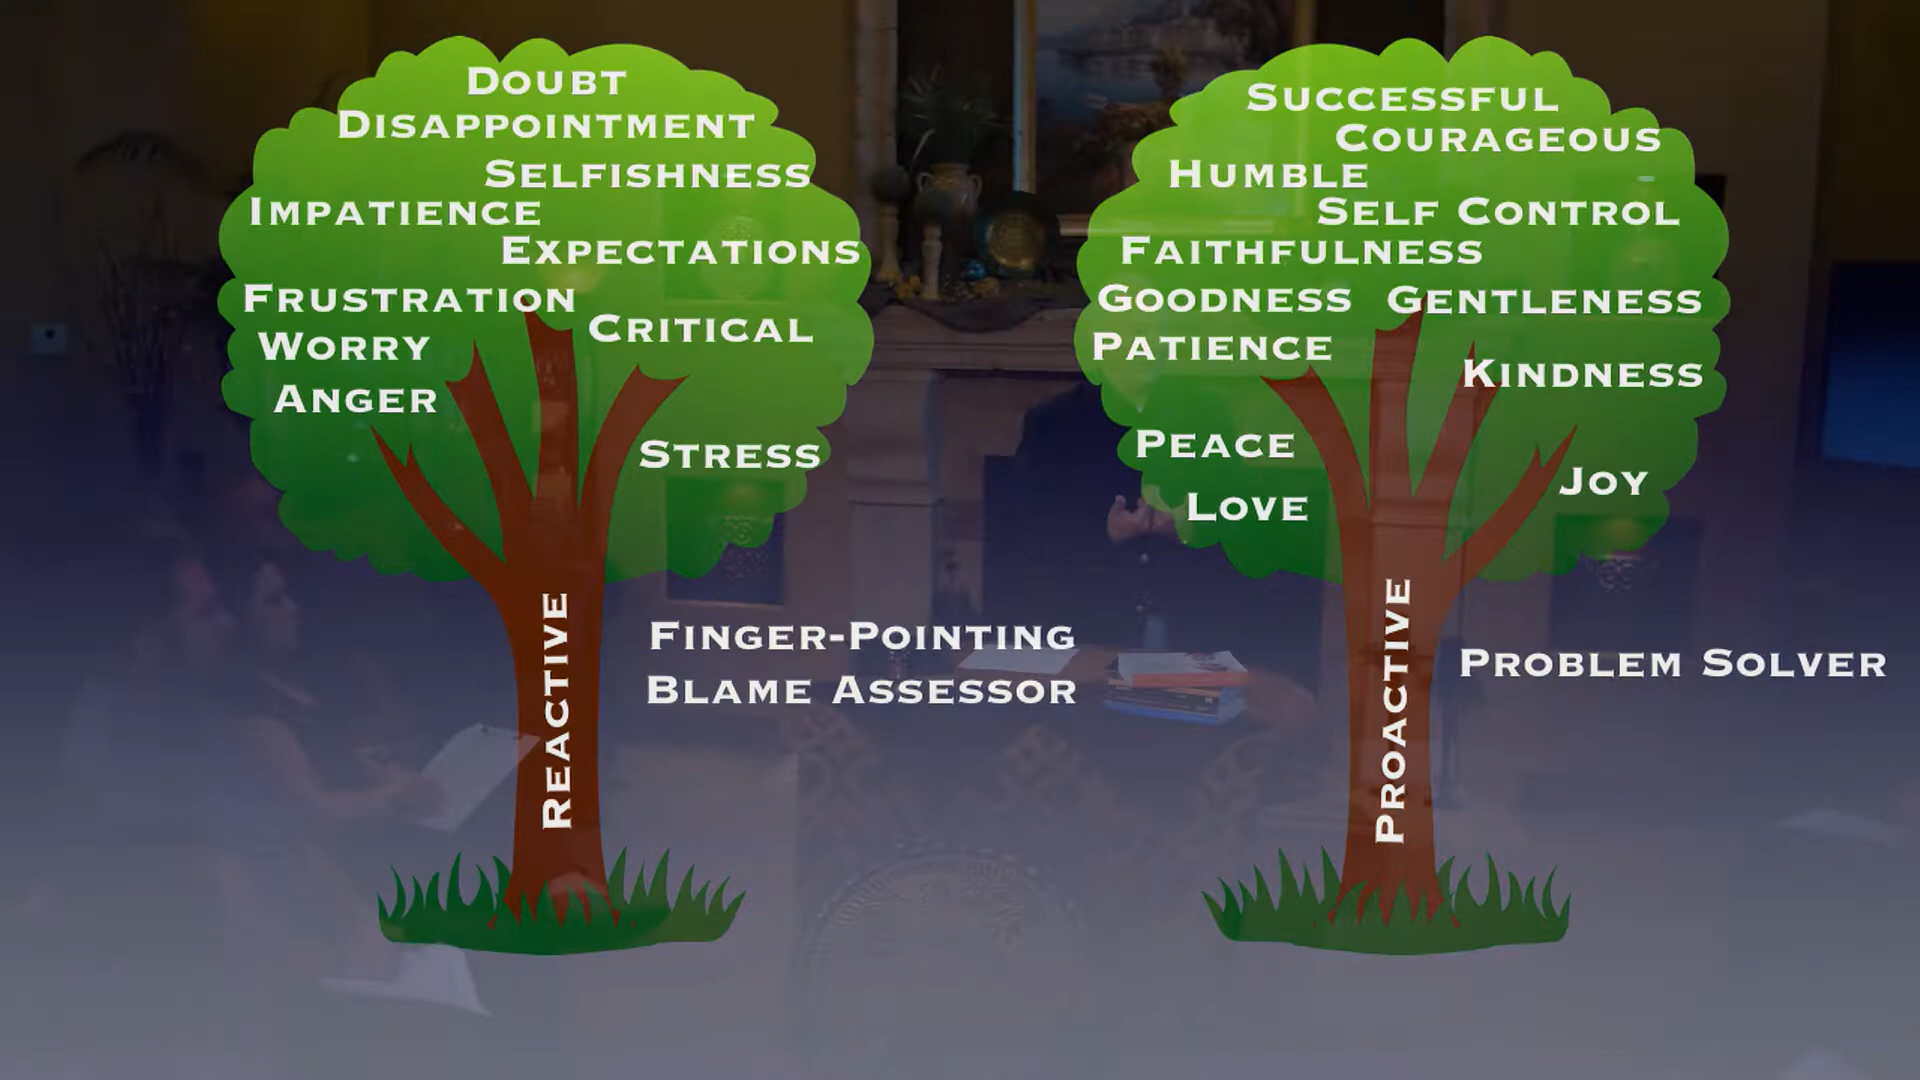 Doubt
Disappointment
Selfishness
Impatience
Expectations
Frustration
Critical
Worry
Anger
Stress
Reactive
Finger-Pointing
Blame Assessor
Successful
Courageous
Humble
Self Control
Faithfulness
Goodness Gentleness
Patience
Kindness
Peace
Joy
Love
Proactive
Problem Solver